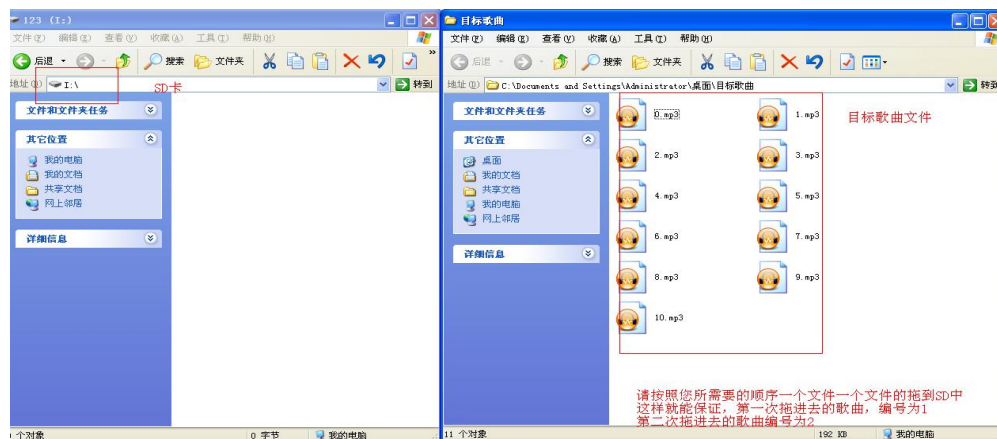 123 (I:)
文件(F) 编辑(E) 查看(V) 收藏(A) 工具(T) 帮助(H)
后退 搜索 文件夹
地址(D) I:\ 转到
SD卡
文件和文件夹任务
其它位置
我的电脑
我的文档
共享文档
网上邻居
详细信息
个对象 0 字节 我的电脑
目标歌曲
文件(F) 编辑(E) 查看(V) 收藏(A) 工具(T) 帮助(H)
后退 搜索 文件夹
地址(D) C:\Documents and Settings\Administrator\桌面\目标歌曲 转到
文件和文件夹任务
其它位置
桌面
我的文档
共享文档
我的电脑
网上邻居
详细信息
0.mp3 1.mp3
2.mp3 3.mp3
4.mp3 5.mp3
6.mp3 7.mp3
8.mp3 9.mp3
10.mp3
目标歌曲文件
请按照您所需要的顺序一个文件一个文件的拖到SD中
这样就能保证，第一次拖进去的歌曲，编号为1
第二次拖进去的歌曲编号为2
11 个对象 192 KB 我的电脑